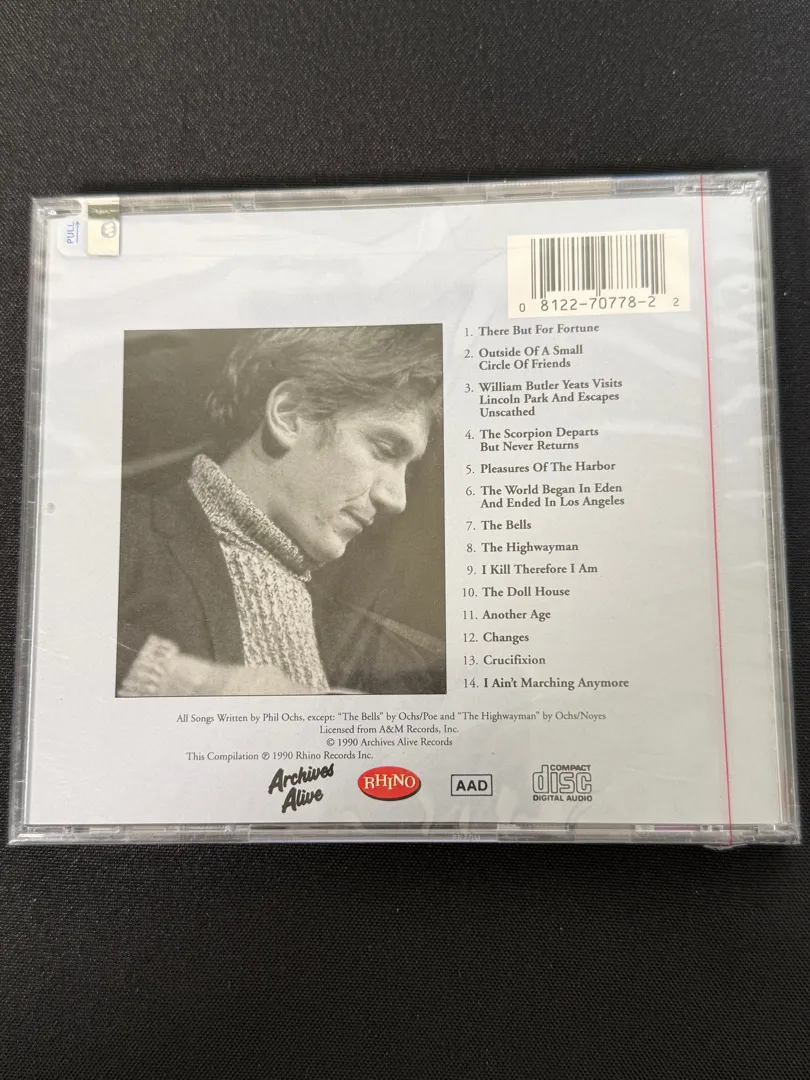 PULL
0 8122-70778-2 2
1. There But For Fortune
2. Outside Of A Small
Circle Of Friends
3. William Butler Yeats Visits
Lincoln Park And Escapes
Unscathed
4. The Scorpion Departs
But Never Returns
5. Pleasures Of The Harbor
6. The World Began In Eden
And Ended In Los Angeles
7. The Bells
8. The Highwayman
9. I Kill Therefore I Am
10. The Doll House
11. Another Age
12. Changes
13. Crucifixion
14. I Ain't Marching Anymore
All Songs Written by Phil Ochs, except: "The Bells" by Ochs/Poe and "The Highwayman" by Ochs/Noyes
Licensed from A&M Records, Inc.
© 1990 Archives Alive Records
This Compilation ℗ 1990 Rhino Records Inc.
Archives
Alive
RHINO
AAD
COMPACT
disc
DIGITAL AUDIO